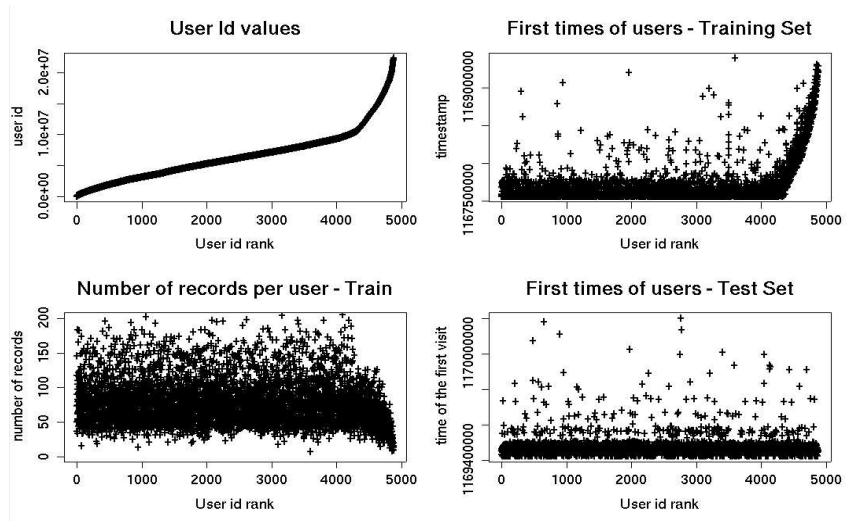 User Id values
user id
2.0e+07
1.0e+07
0.0e+00
0 1000 2000 3000 4000 5000
User id rank
First times of users - Training Set
timestamp
1169000000
1167500000
0 1000 2000 3000 4000 5000
User id rank
Number of records per user - Train
number of records
200
150
100
50
0
0 1000 2000 3000 4000 5000
User id rank
First times of users - Test Set
time of the first visit
1170000000
1169400000
0 1000 2000 3000 4000 5000
User id rank